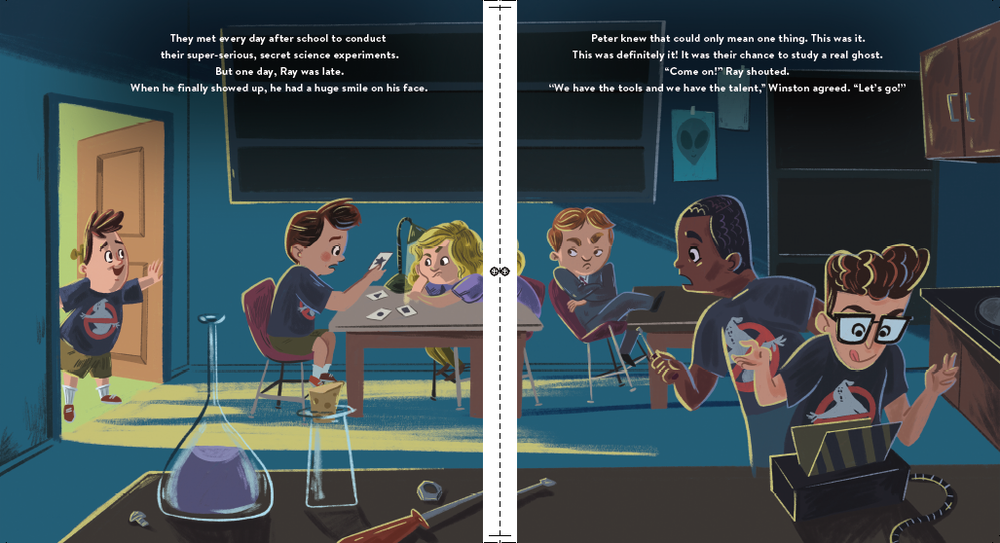 They met every day after school to conduct
their super-serious, secret science experiments.
But one day, Ray was late.
When he finally showed up, he had a huge smile on his face.
Peter knew that could only mean one thing. This was it.
This was definitely it! It was their chance to study a real ghost.
“Come on!” Ray shouted.
“We have the tools and we have the talent,” Winston agreed. “Let’s go!”